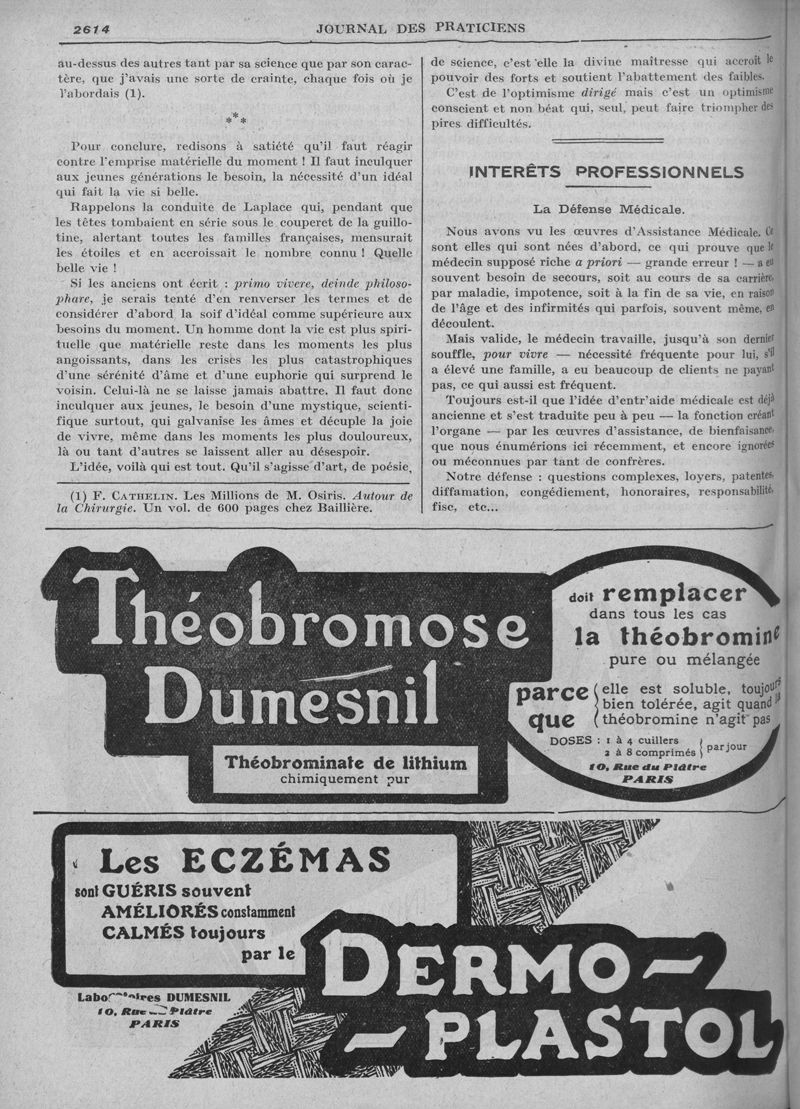 2614
JOURNAL DES PRATICIENS
au-dessus des autres tant par sa science que par son carac-
tère, que j'avais une sorte de crainte, chaque fois où je
l'abordais (1).
***
Pour conclure, redisons à satiété qu'il faut réagir
contre l'emprise matérielle du moment ! Il faut inculquer
aux jeunes générations le besoin, la nécessité d'un idéal
qui fait la vie si belle.
Rappelons la conduite de Laplace qui, pendant que
les têtes tombaient en série sous le couperet de la guillo-
tine, alertant toutes les familles françaises, mensurait
les étoiles et en accroissait le nombre connu ! Quelle
belle vie !
Si les anciens ont écrit : primo vivere, deinde philoso-
phare, je serais tenté d'en renverser les termes et de
considérer d'abord la soif d'idéal comme supérieure aux
besoins du moment. Un homme dont la vie est plus spiri-
tuelle que matérielle reste dans les moments les plus
angoissants, dans les crises les plus catastrophiques
d'une sérénité d'âme et d'une euphorie qui surprend le
voisin. Celui-là ne se laisse jamais abattre. Il faut donc
inculquer aux jeunes, le besoin d'une mystique, scienti-
fique surtout, qui galvanise les âmes et décuple la joie
de vivre, même dans les moments les plus douloureux,
là ou tant d'autres se laissent aller au désespoir.
L'idée, voilà qui est tout. Qu'il s'agisse d'art, de poésie,
(1) F. CATHELIN. Les Millions de M. Osiris. Autour de
la Chirurgie. Un vol. de 600 pages chez Baillière.
de science, c'est elle la divine maîtresse qui accroît le
pouvoir des forts et soutient l'abattement des faibles.
C'est de l'optimisme dirigé mais c'est un optimisme
conscient et non béat qui, seul, peut faire triompher des
pires difficultés.
INTERÊTS PROFESSIONNELS
La Défense Médicale.
Nous avons vu les œuvres d'Assistance Médicale. Ce
sont elles qui sont nées d'abord, ce qui prouve que le
médecin supposé riche a priori — grande erreur ! — a eu
souvent besoin de secours, soit au cours de sa carrière,
par maladie, impotence, soit à la fin de sa vie, en raison
de l'âge et des infirmités qui parfois, souvent même, en
découlent.
Mais valide, le médecin travaille, jusqu'à son dernier
souffle, pour vivre — nécessité fréquente pour lui, s'il
a élevé une famille, a eu beaucoup de clients ne payant
pas, ce qui aussi est fréquent.
Toujours est-il que l'idée d'entr'aide médicale est déjà
ancienne et s'est traduite peu à peu — la fonction créant
l'organe — par les œuvres d'assistance, de bienfaisance,
que nous énumérions ici récemment, et encore ignorées
ou méconnues par tant de confrères.
Notre défense : questions complexes, loyers, patentes,
diffamation, congédiement, honoraires, responsabilité,
fisc, etc...
Théobromose
Dumesnil
Théobrominate de lithium
chimiquement pur
doit remplacer
dans tous les cas
la théobromine
pure ou mélangée
parce que
elle est soluble, toujours
bien tolérée, agit quand
théobromine n'agit pas
DOSES : 1 à 4 cuillers
2 à 8 comprimés
par jour
10, Rue du Plâtre
PARIS
Les ECZÉMAS
sont GUÉRIS souvent
AMÉLIORÉS constamment
CALMÉS toujours
par le
DERMO-
-PLASTOL
Laboratoires DUMESNIL
10, Rue Plâtre
PARIS